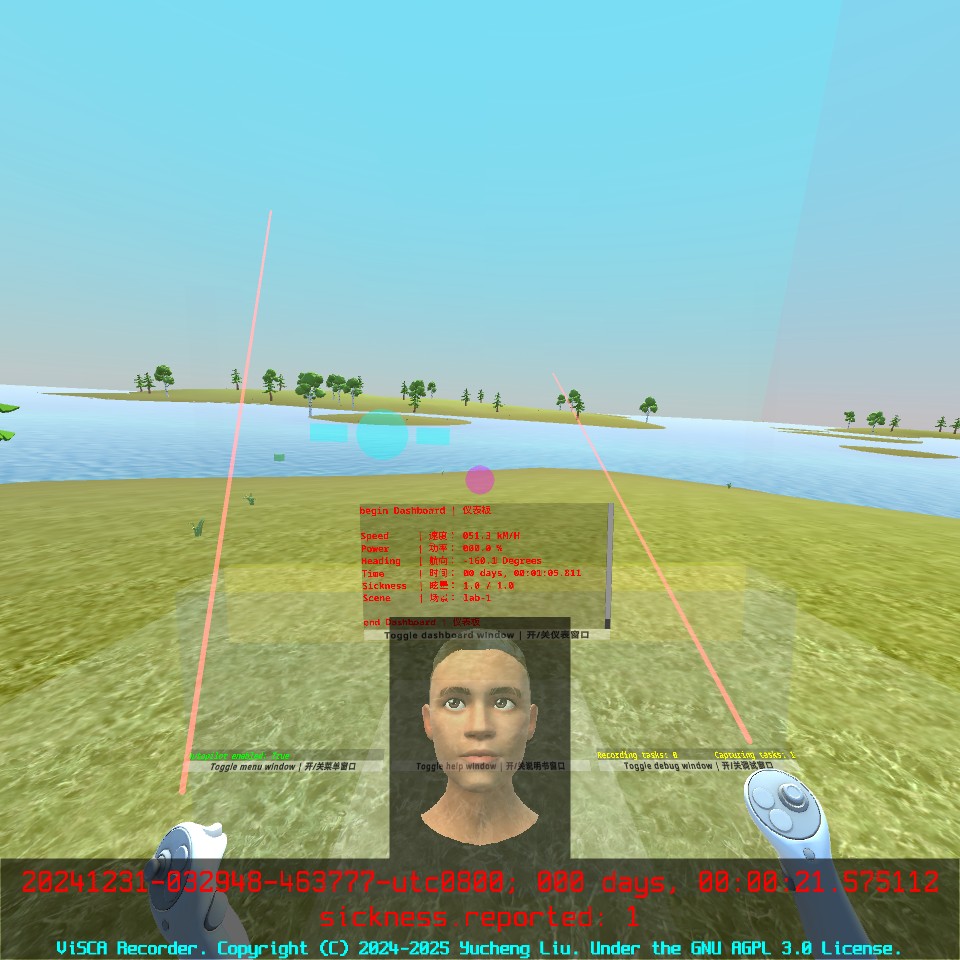 begin Dashboard | 仪表板
Speed | 速度: 051.3 kM/H
Power | 功率: 000.0 %
Heading | 航向: -160.1 Degrees
Time | 时间: 00 days, 00:01:05.811
Sickness | 眩晕: 1.0 / 1.0
Scene | 场景: lab-1
end Dashboard | 仪表板
Toggle dashboard window | 开/关仪表窗口
enabled: True
Recording tasks: 0 Capturing tasks: 1
Toggle menu window | 开/关菜单窗口
Toggle help window | 开/关说明书窗口
Toggle debug window | 开/关调试窗口
20241231-032948-463777-utc0800; 000 days, 00:00:21.575112
sickness.reported: 1
ViSCA Recorder. Copyright (C) 2024-2025 Yucheng Liu. Under the GNU AGPL 3.0 License.